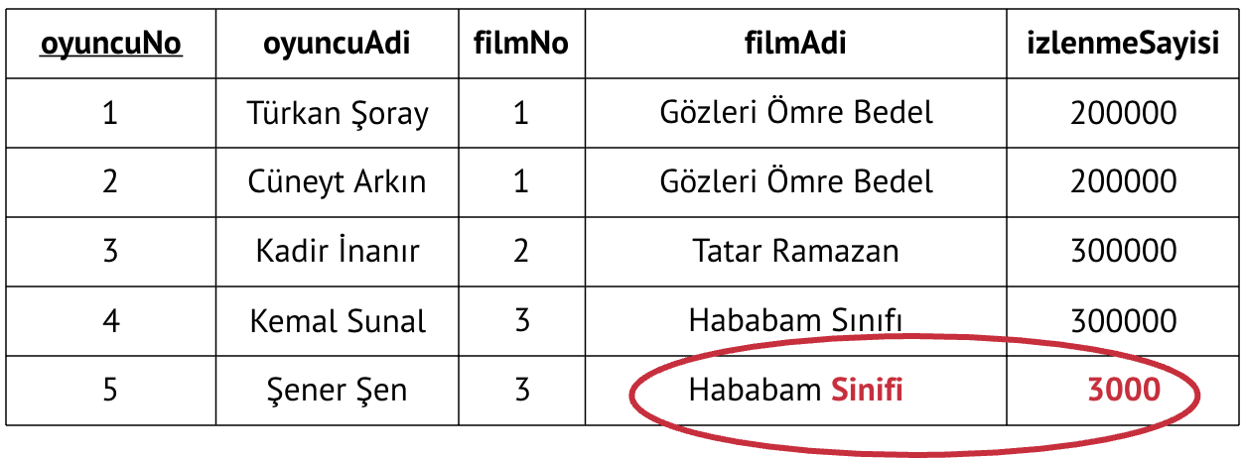 oyuncuNo oyuncuAdi filmNo filmAdi izlenmeSayisi
1 Türkan Şoray 1 Gözleri Ömre Bedel 200000
2 Cüneyt Arkın 1 Gözleri Ömre Bedel 200000
3 Kadir İnanır 2 Tatar Ramazan 300000
4 Kemal Sunal 3 Hababam Sınıfı 300000
5 Şener Şen 3 Hababam Sinifi 3000